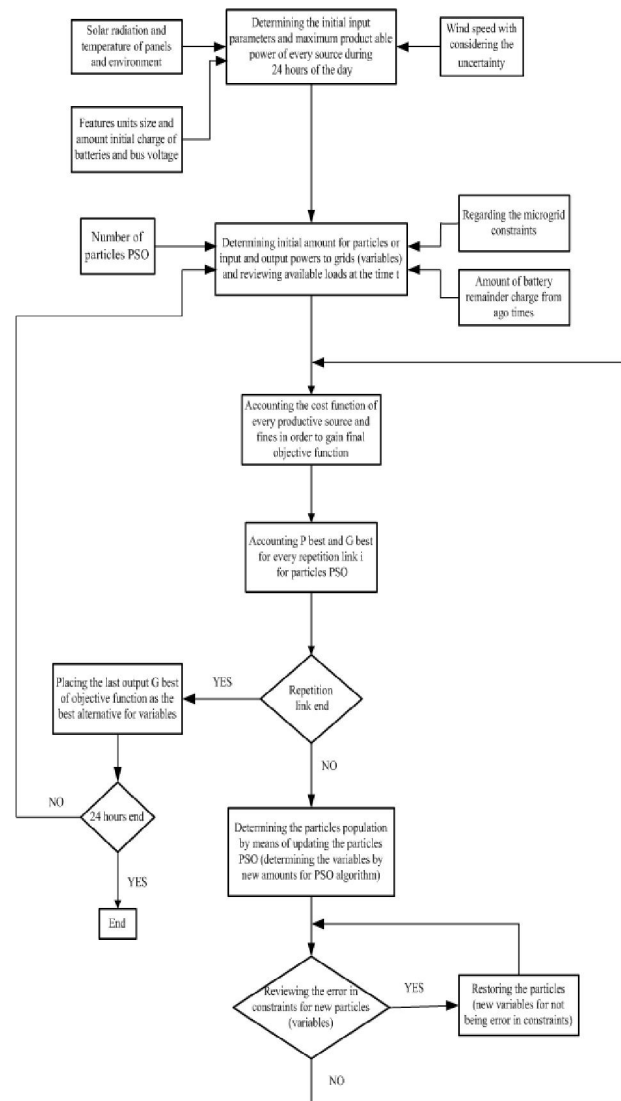 Solar radiation and
temperature of panels
and environment
Determining the initial input
parameters and maximum product able
power of every source during
24 hours of the day
Wind speed with
considering the
uncertainty
Features units size and
amount initial charge of
batteries and bus voltage
Number of
particles PSO
Determining initial amount for particles or
input and output powers to grids (variables)
and reviewing available loads at the time t
Regarding the microgrid
constraints
Amount of battery
remainder charge from
ago times
Accounting the cost function of
every productive source and
fines in order to gain final
objective function
Accounting P best and G best
for every repetition link i
for particles PSO
Placing the last output G best
of objective function as the
best alternative for variables
YES
Repetition
link end
NO
NO
24 hours end
YES
End
Determining the particles population
by means of updating the particles
PSO (determining the variables by
new amounts for PSO algorithm)
Reviewing the error in
constraints for new particles
(variables)
YES
Restoring the particles
(new variables for not
being error in constraints)
NO